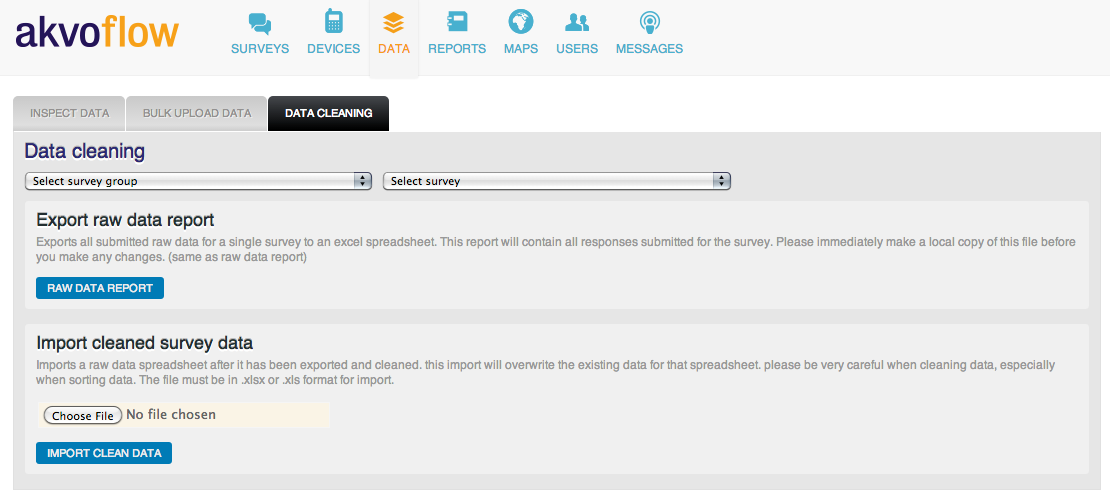 akvoflow
SURVEYS DEVICES DATA REPORTS MAPS USERS MESSAGES
INSPECT DATA BULK UPLOAD DATA DATA CLEANING
Data cleaning
Select survey group Select survey
Export raw data report
Exports all submitted raw data for a single survey to an excel spreadsheet. This report will contain all responses submitted for the survey. Please immediately make a local copy of this file before
you make any changes. (same as raw data report)
RAW DATA REPORT
Import cleaned survey data
Imports a raw data spreadsheet after it has been exported and cleaned. this import will overwrite the existing data for that spreadsheet. please be very careful when cleaning data, especially
when sorting data. The file must be in .xlsx or .xls format for import.
Choose File No file chosen
IMPORT CLEAN DATA